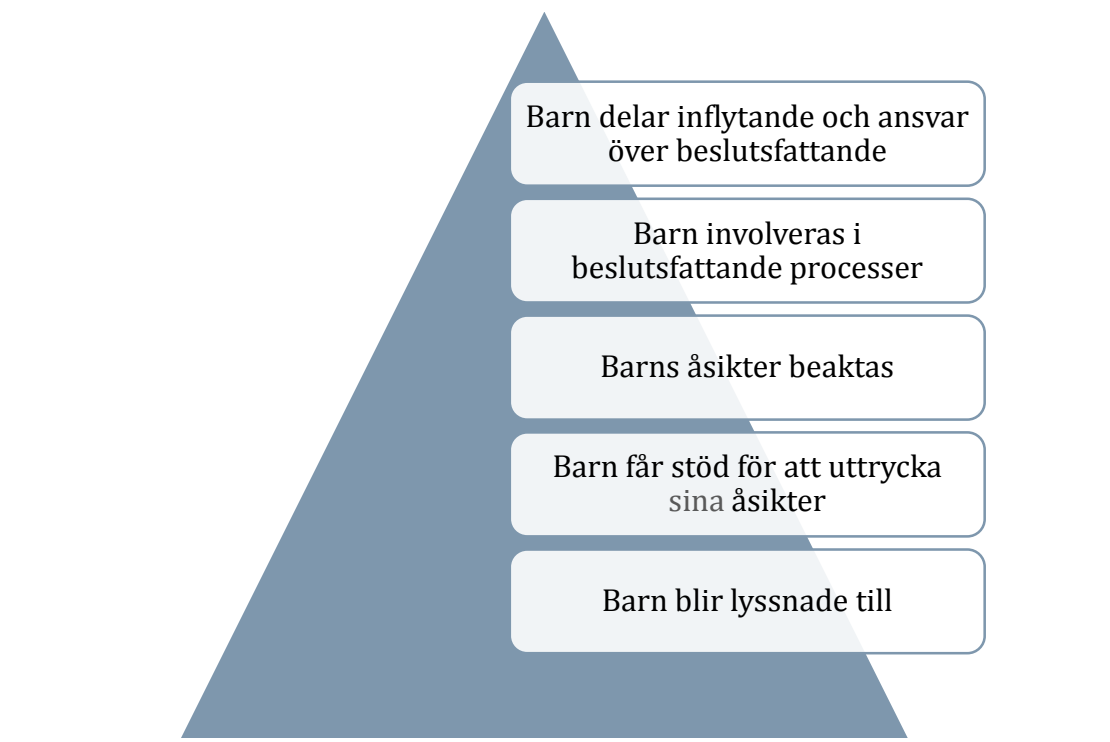 Barn delar inflytande och ansvar
över beslutsfattande
Barn involveras i
beslutsfattande processer
Barns åsikter beaktas
Barn får stöd för att uttrycka
sina åsikter
Barn blir lyssnade till